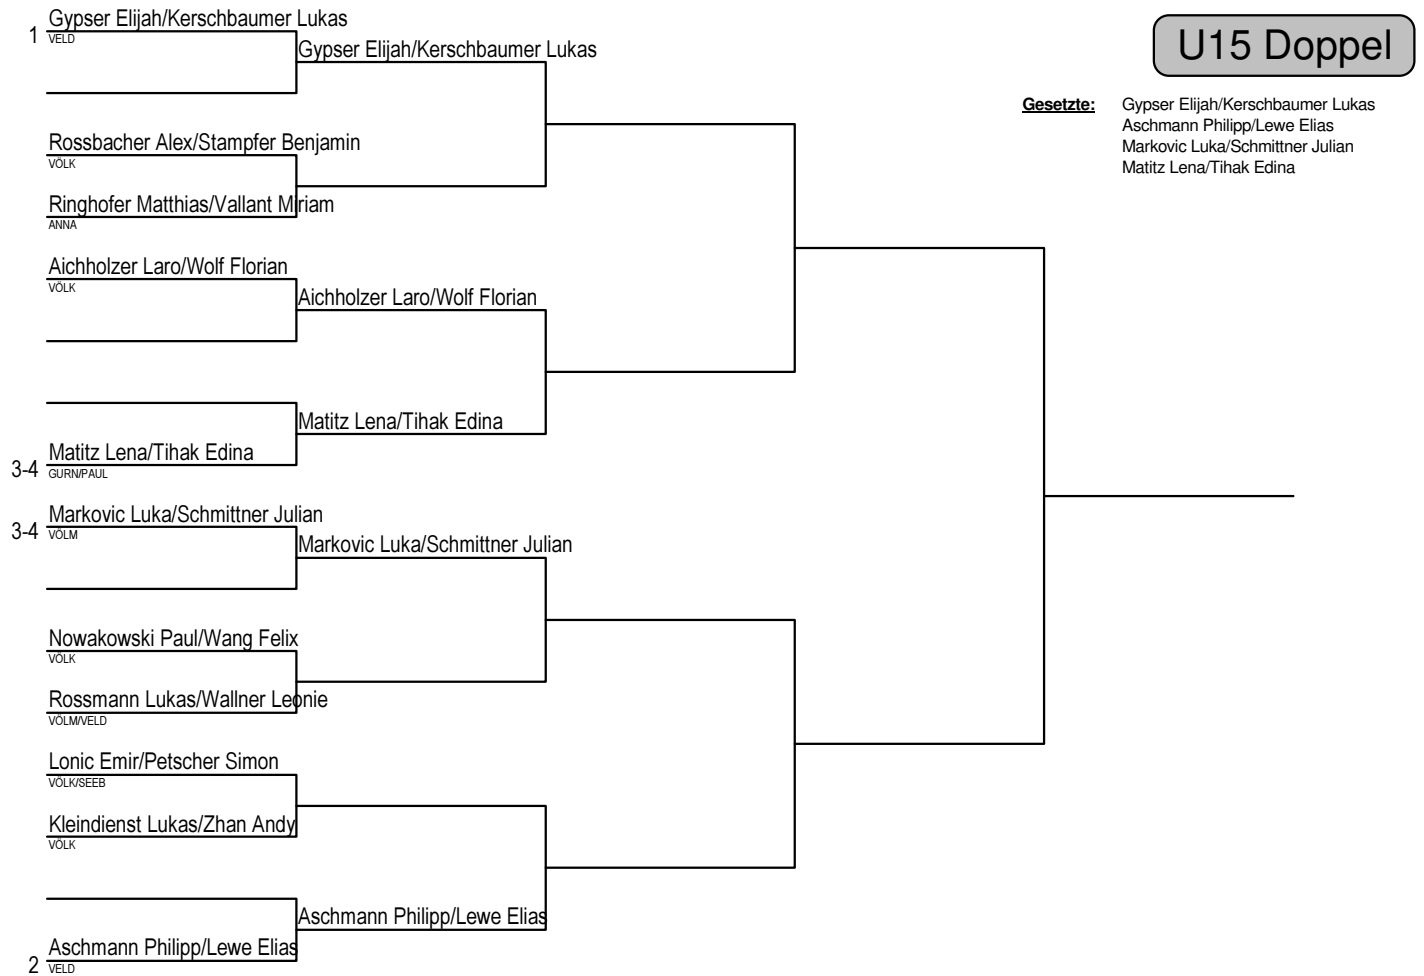 U15 Doppel
Gesetzte: Gypser Elijah/Kerschbaumer Lukas
Aschmann Philipp/Lewe Elias
Markovic Luka/Schmittner Julian
Matitz Lena/Tihak Edina
Gypser Elijah/Kerschbaumer Lukas
1
VELD
Gypser Elijah/Kerschbaumer Lukas
Rossbacher Alex/Stampfer Benjamin
VÖLK
Ringhofer Matthias/Vallant Miriam
ANNA
Aichholzer Laro/Wolf Florian
VÖLK
Aichholzer Laro/Wolf Florian
Matitz Lena/Tihak Edina
Matitz Lena/Tihak Edina
3-4
GURN/PAUL
Markovic Luka/Schmittner Julian
3-4
VÖLM
Markovic Luka/Schmittner Julian
Nowakowski Paul/Wang Felix
VÖLK
Rossmann Lukas/Wallner Leonie
VÖLM/VELD
Lonic Emir/Petscher Simon
VÖLK/SEEB
Kleindienst Lukas/Zhan Andy
VÖLK
Aschmann Philipp/Lewe Elias
Aschmann Philipp/Lewe Elias
2
VELD